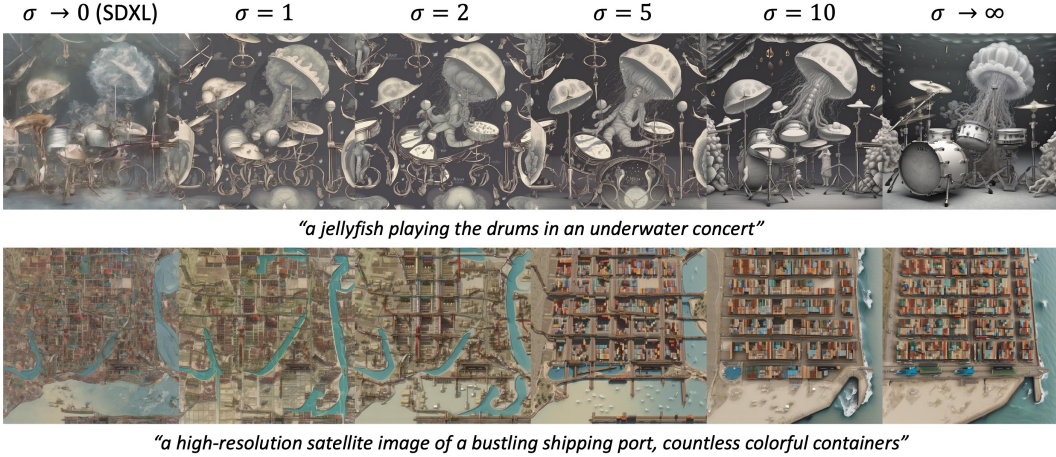 σ → 0 (SDXL) σ = 1 σ = 2 σ = 5 σ = 10 σ → ∞
“a jellyfish playing the drums in an underwater concert”
“a high-resolution satellite image of a bustling shipping port, countless colorful containers”